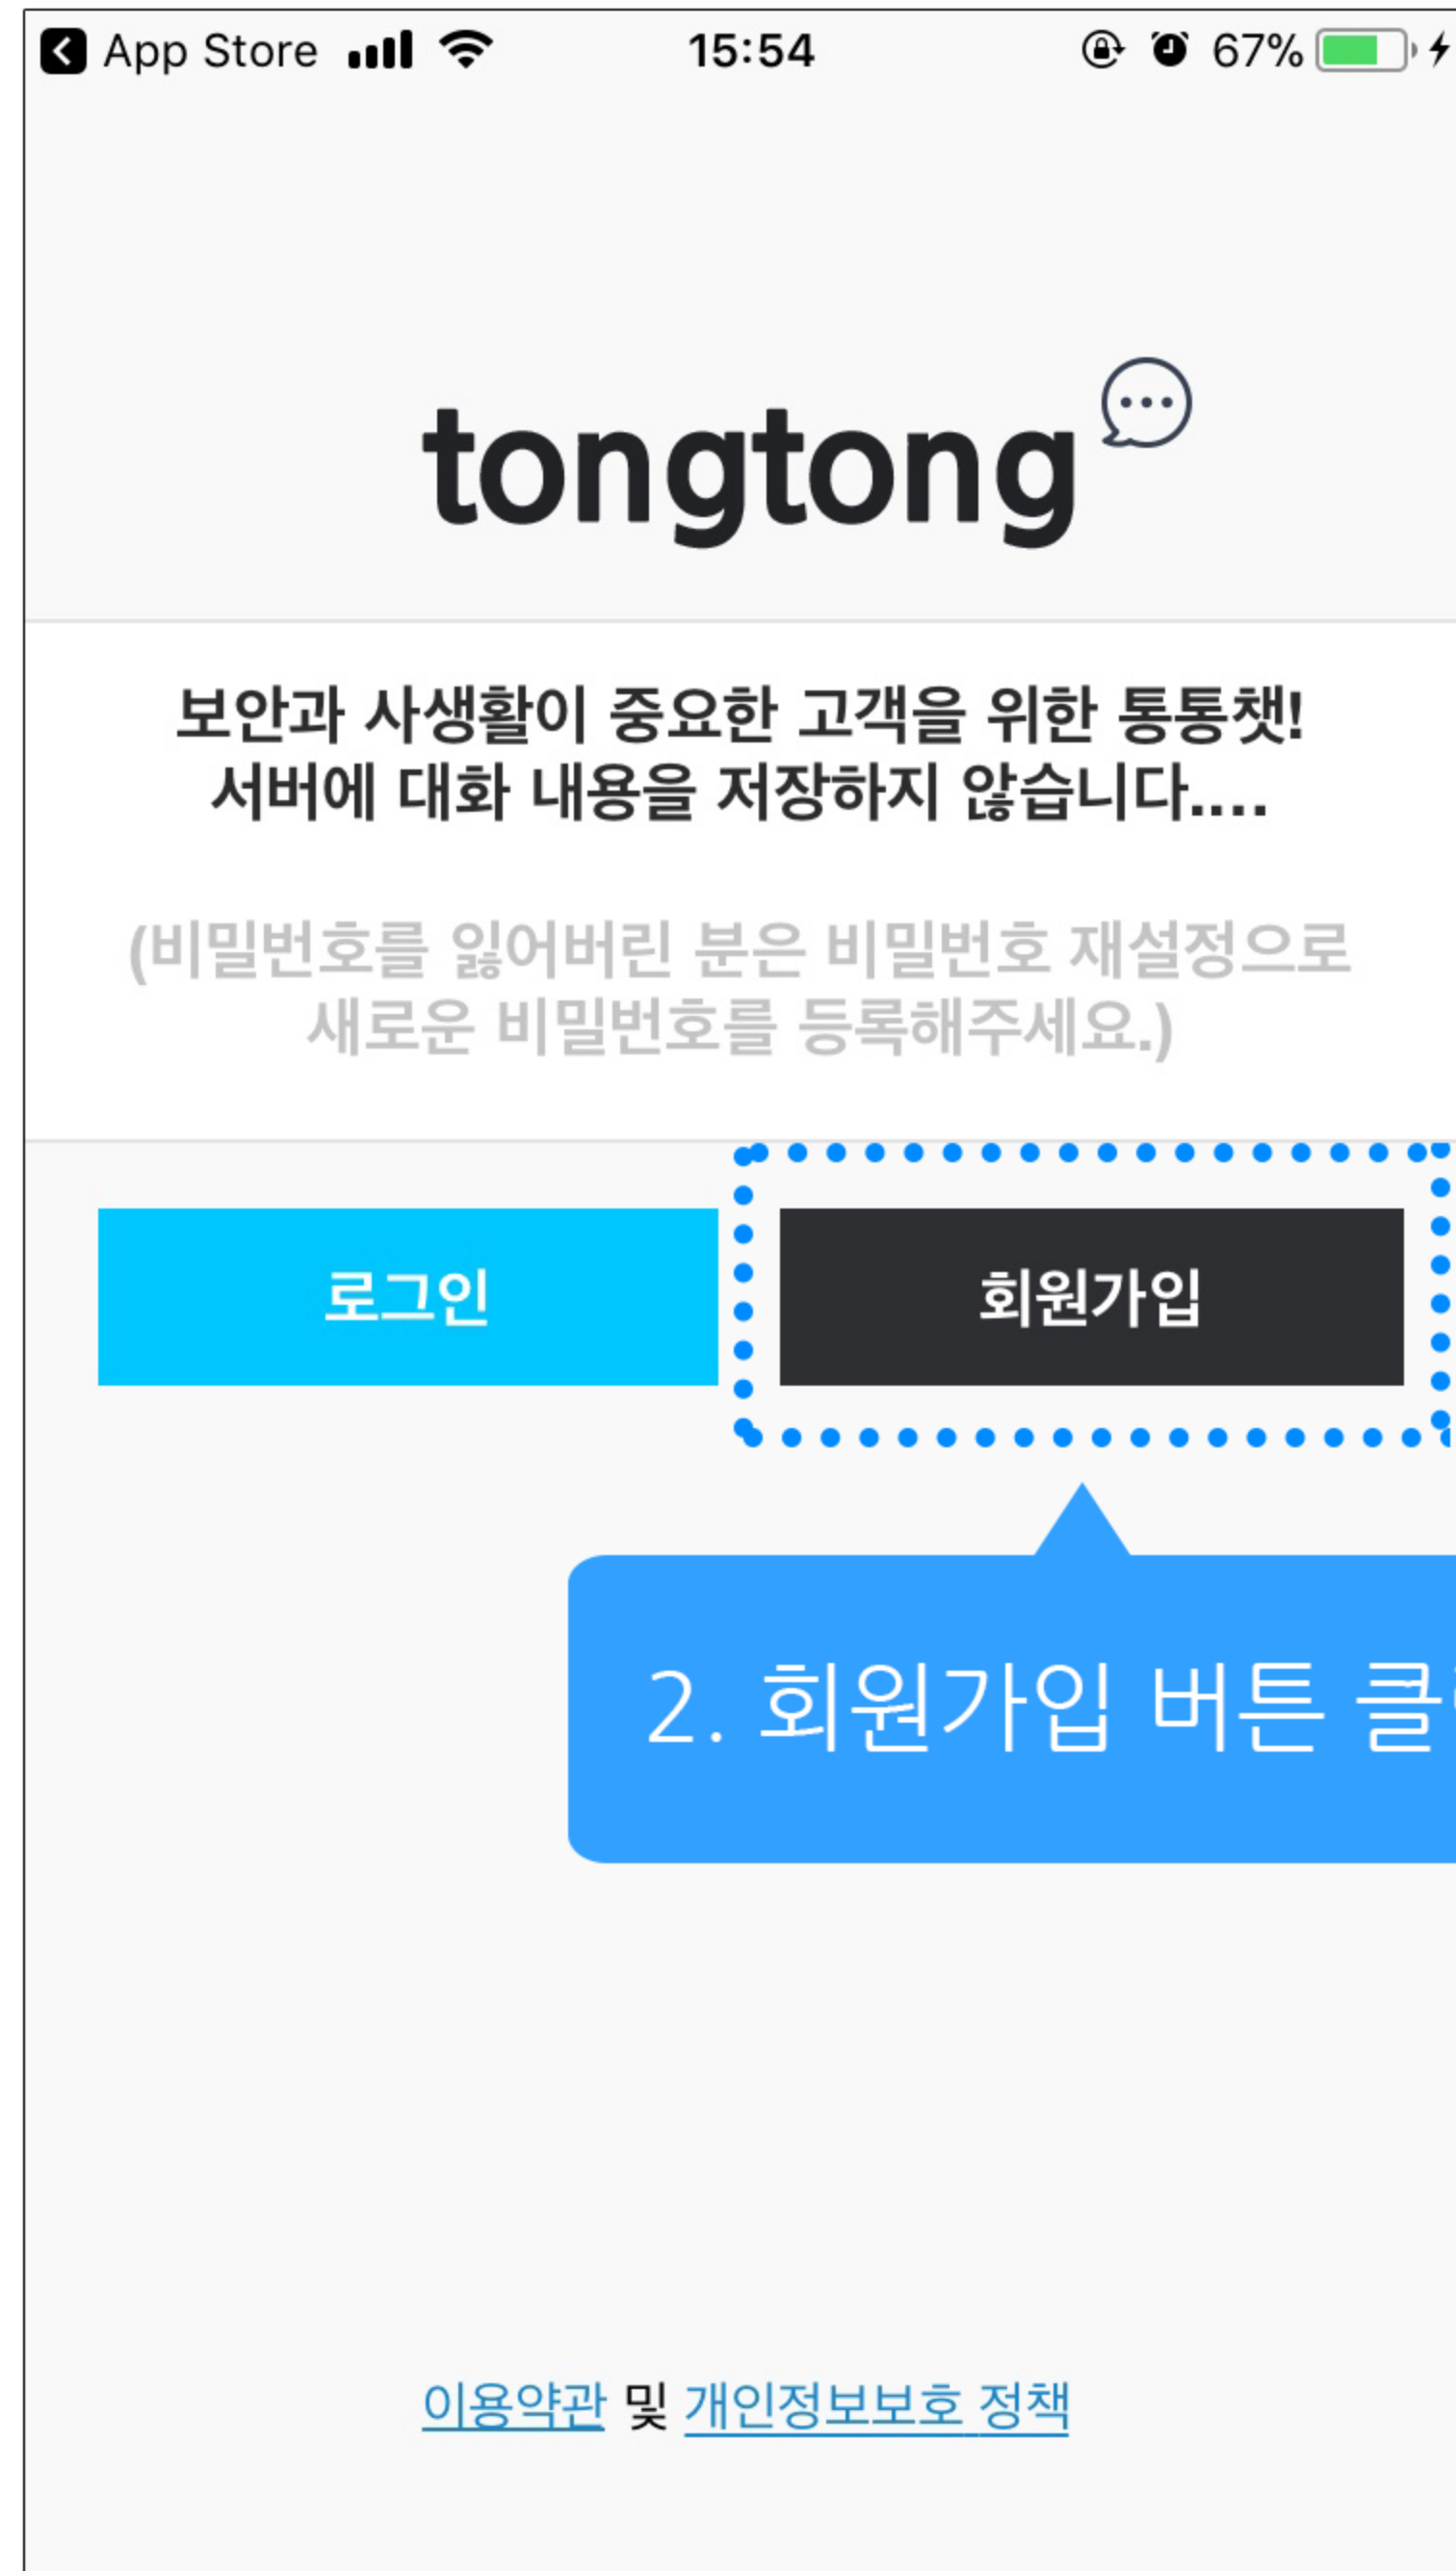 App Store 15:54 67%
tongtong
보안과 사생활이 중요한 고객을 위한 통통챗!
서버에 대화 내용을 저장하지 않습니다....
(비밀번호를 잃어버린 분은 비밀번호 재설정으로
새로운 비밀번호를 등록해주세요.)
로그인 회원가입
2. 회원가입 버튼
이용약관 및 개인정보보호 정책